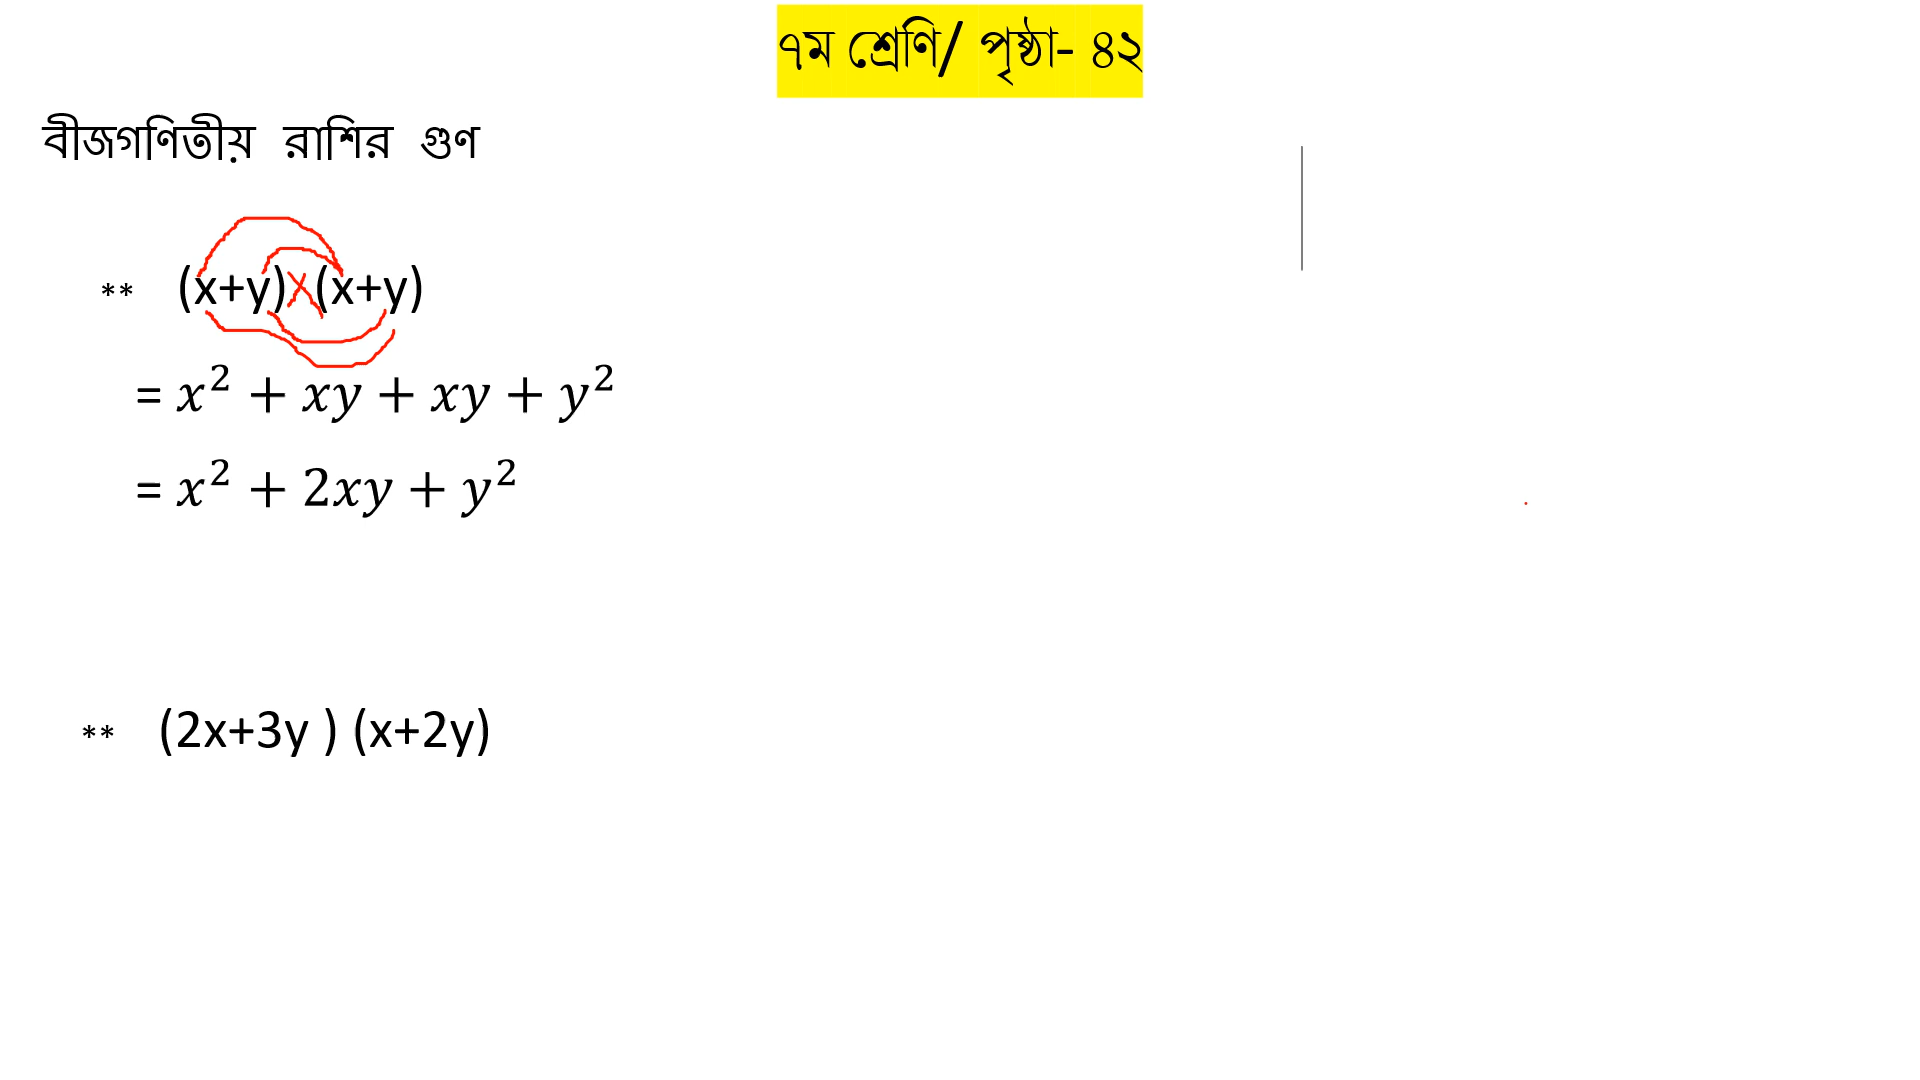 ৭ম শ্রেণি/ পৃষ্ঠা- ৪২
বীজগণিতীয় রাশির গুণ
** (x+y)×(x+y)
= 𝑥² + 𝑥𝑦 + 𝑥𝑦 + 𝑦²
= 𝑥² + 2𝑥𝑦 + 𝑦²
** (2x+3y ) (x+2y)